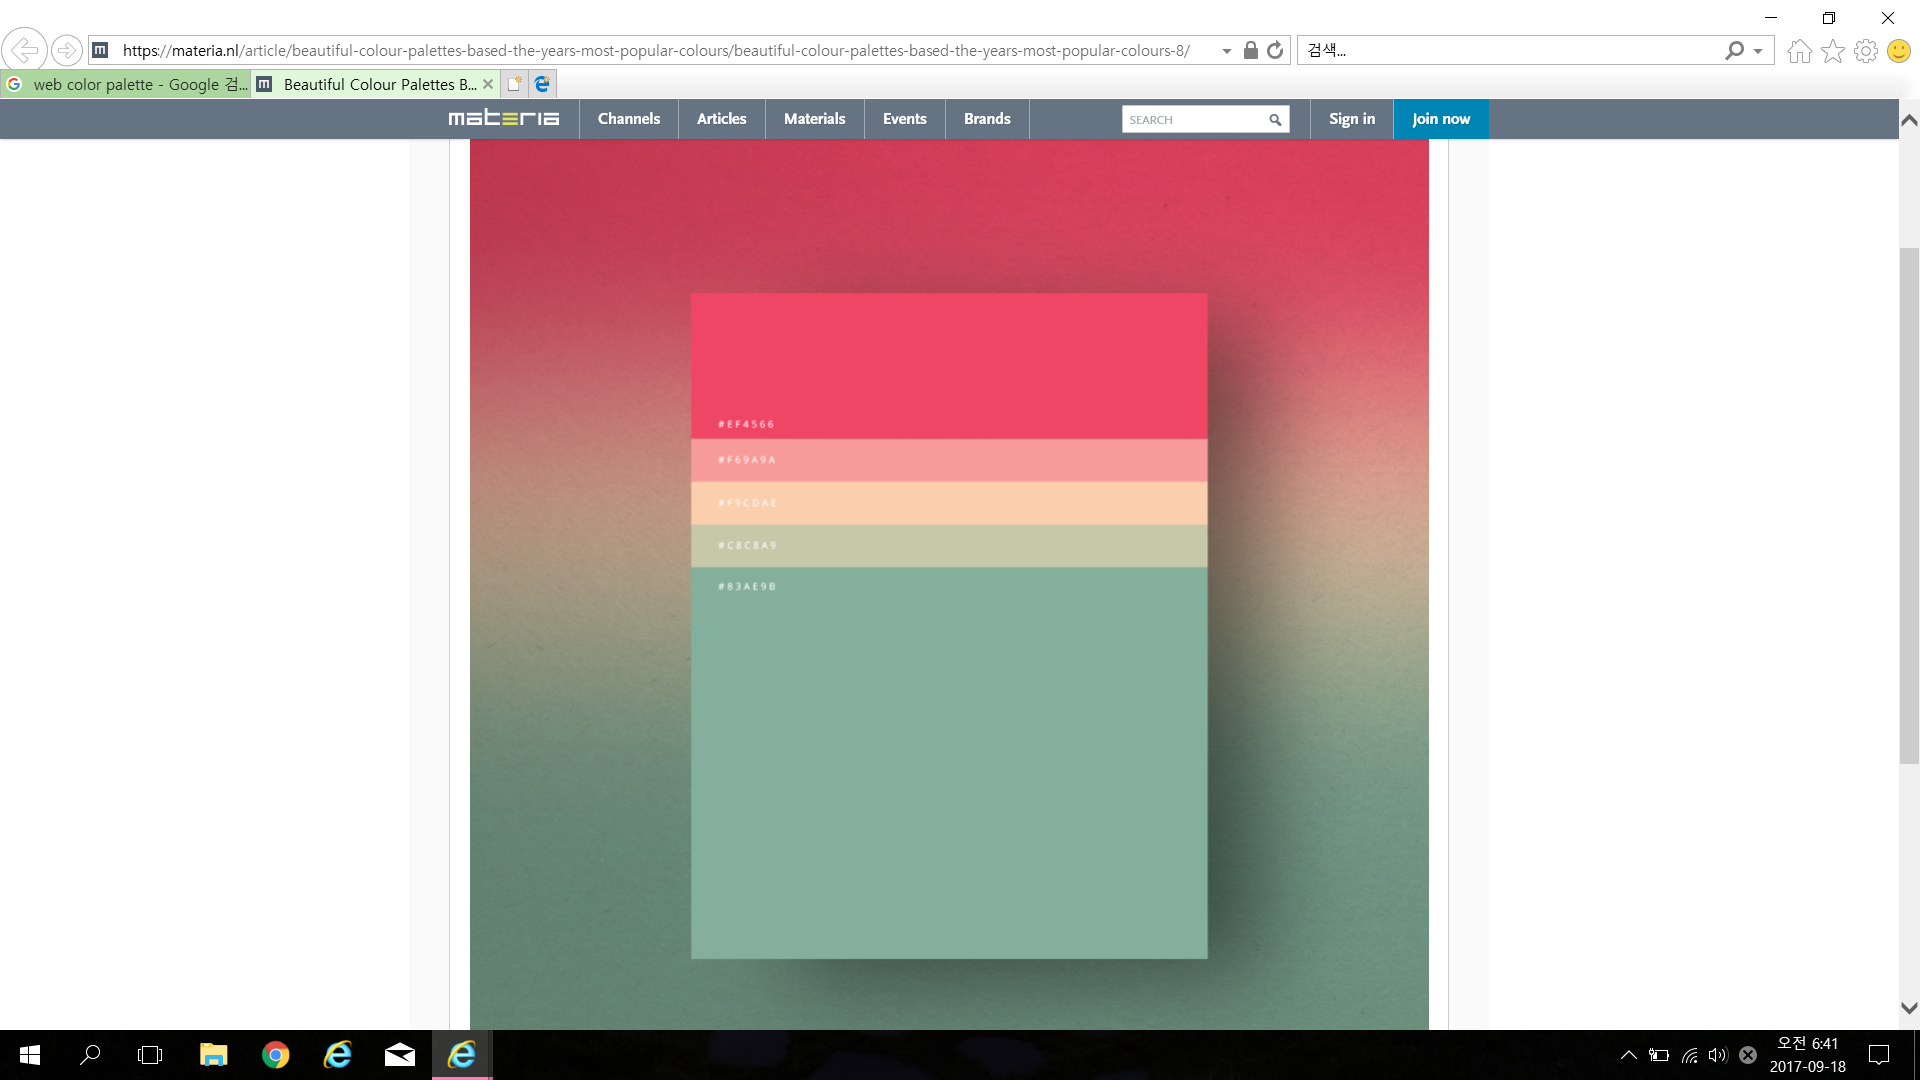 https://materia.nl/article/beautiful-colour-palettes-based-the-years-most-popular-colours/beautiful-colour-palettes-based-the-years-most-popular-colours-8/
검색...
web color palette - Google 검...
Beautiful Colour Palettes B...
materia
Channels
Articles
Materials
Events
Brands
SEARCH
Sign in
Join now
#EF4566
#F69A9A
#F9CDAE
#C8C8A9
#83AE9B
오전 6:41
2017-09-18